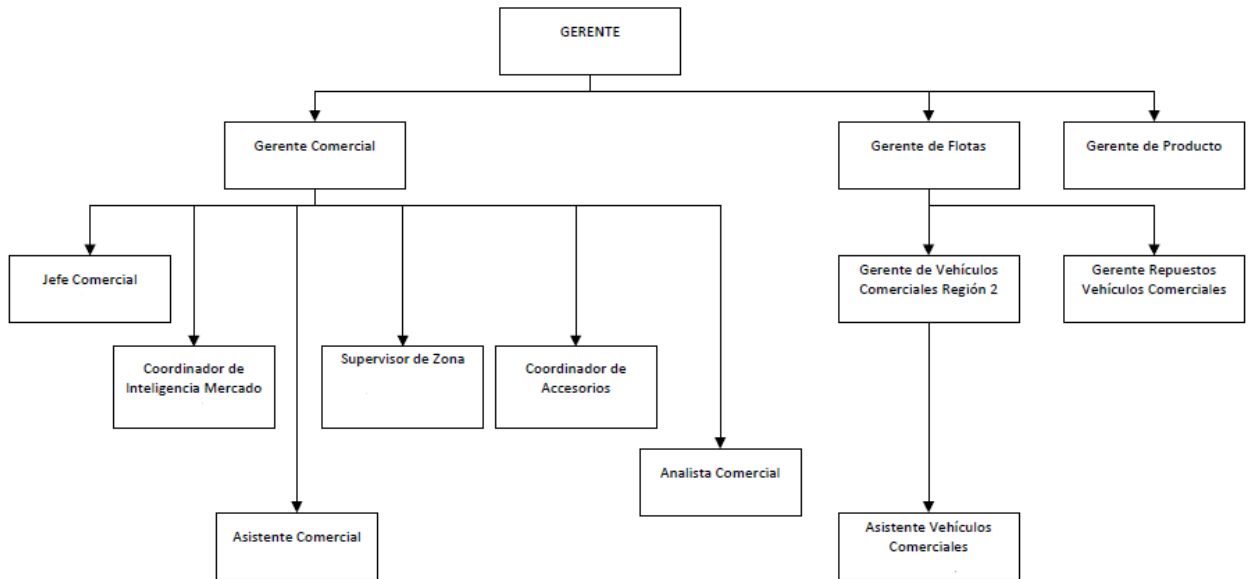 GERENTE
Gerente Comercial
Gerente de Flotas
Gerente de Producto
Jefe Comercial
Gerente de Vehículos
Comerciales Región 2
Gerente Repuestos
Vehículos Comerciales
Coordinador de
Inteligencia Mercado
Supervisor de Zona
Coordinador de
Accesorios
Analista Comercial
Asistente Comercial
Asistente Vehículos
Comerciales